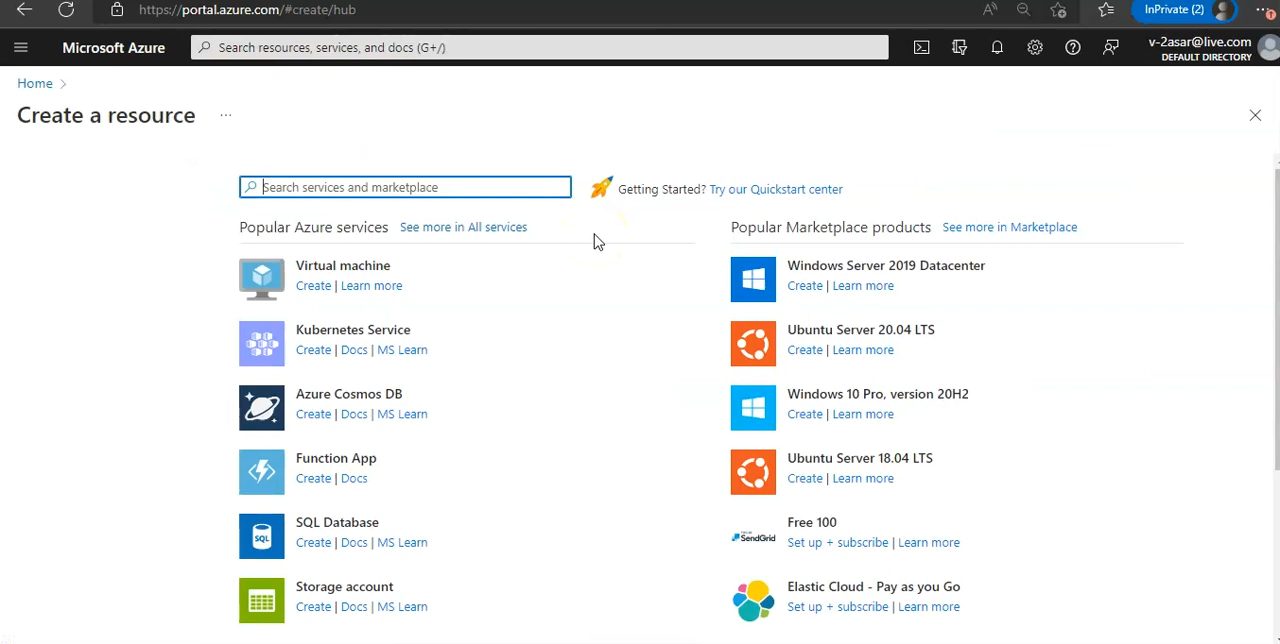 https://portal.azure.com/#create/hub
InPrivate (2)
Microsoft Azure
Search resources, services, and docs (G+/)
v-2asar@live.com
DEFAULT DIRECTORY
Home
Create a resource
...
Search services and marketplace
Getting Started? Try our Quickstart center
Popular Azure services See more in All services
Virtual machine
Create | Learn more
Kubernetes Service
Create | Docs | MS Learn
Azure Cosmos DB
Create | Docs | MS Learn
Function App
Create | Docs
SQL
SQL Database
Create | Docs | MS Learn
Storage account
Create | Docs | MS Learn
Popular Marketplace products See more in Marketplace
Windows Server 2019 Datacenter
Create | Learn more
Ubuntu Server 20.04 LTS
Create | Learn more
Windows 10 Pro, version 20H2
Create | Learn more
Ubuntu Server 18.04 LTS
Create | Learn more
SendGrid
Free 100
Set up + subscribe | Learn more
Elastic Cloud - Pay as you Go
Set up + subscribe | Learn more